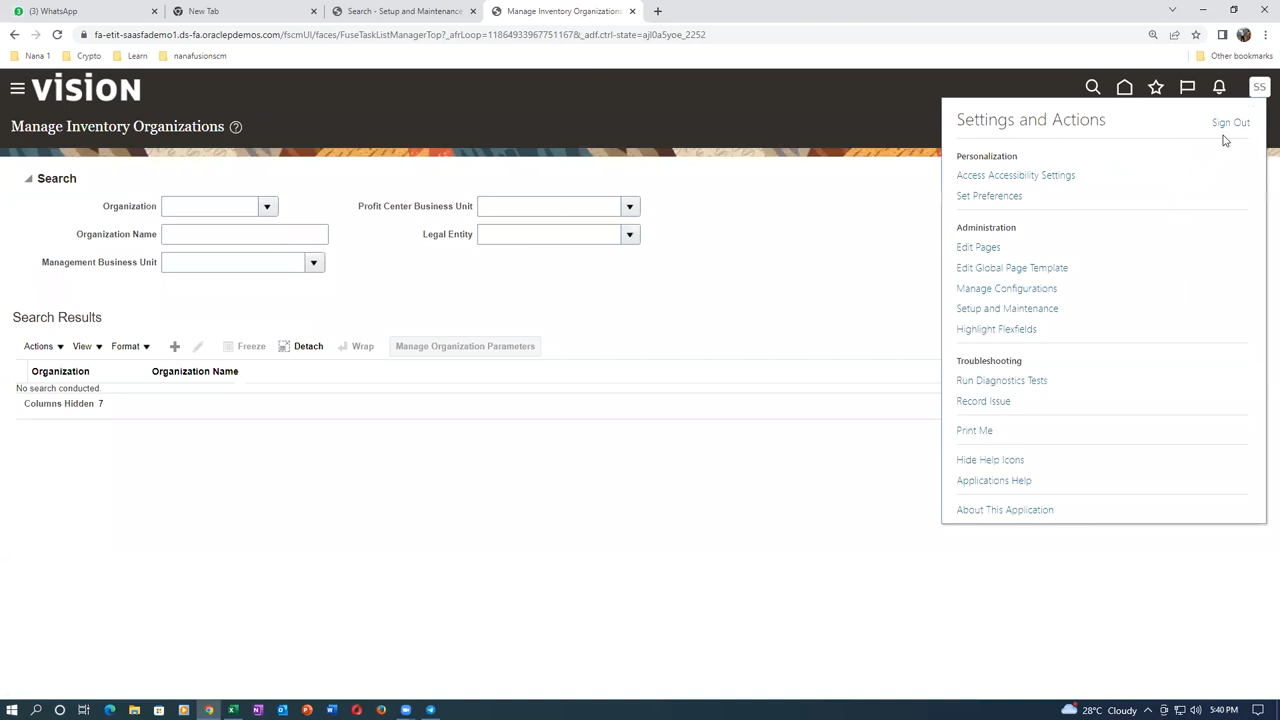 (3) WhatsApp
New Tab
Search - Setup and Maintenance
Manage Inventory Organizations
fa-etit-saasfademo1.ds-fa.oraclepdemos.com/fscmUI/faces/FuseTaskListManagerTop?_afrLoop=11864933967751167&_adf.ctrl-state=ajl0a5yoe_2252
Nana 1
Crypto
Learn
nanafusionscm
Other bookmarks
VISION
SS
Manage Inventory Organizations
Settings and Actions
Sign Out
Personalization
Access Accessibility Settings
Set Preferences
Administration
Edit Pages
Edit Global Page Template
Manage Configurations
Setup and Maintenance
Highlight Flexfields
Troubleshooting
Run Diagnostics Tests
Record Issue
Print Me
Hide Help Icons
Applications Help
About This Application
Search
Organization
Profit Center Business Unit
Organization Name
Legal Entity
Management Business Unit
Search Results
Actions
View
Format
Freeze
Detach
Wrap
Manage Organization Parameters
Organization
Organization Name
No search conducted.
Columns Hidden 7
28°C Cloudy
5:40 PM